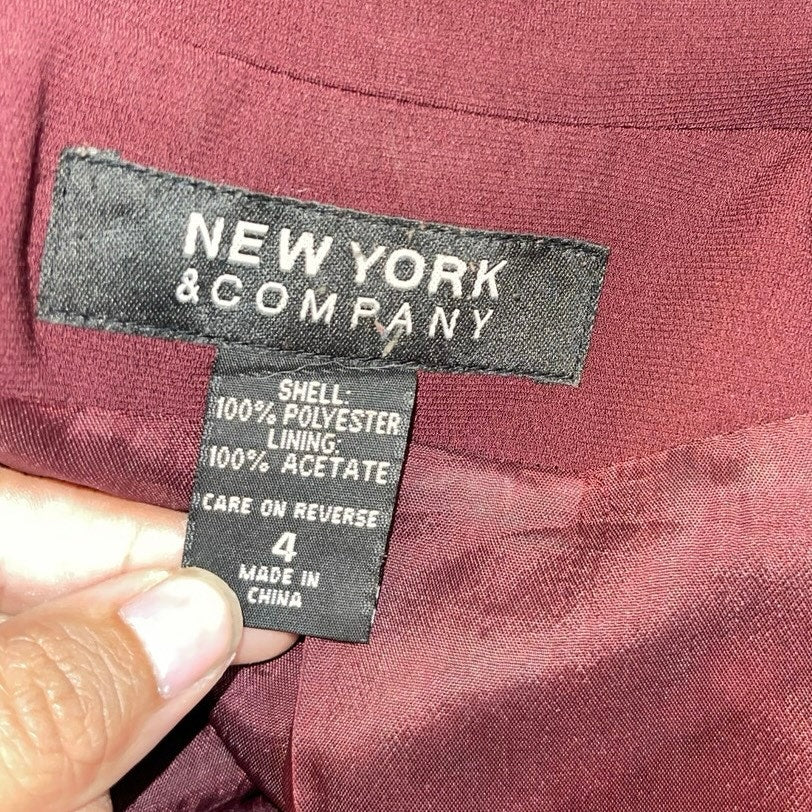 NEW YORK
& COMPANY
SHELL:
100% POLYESTER
LINING:
100% ACETATE
CARE ON REVERSE
4
MADE IN
CHINA